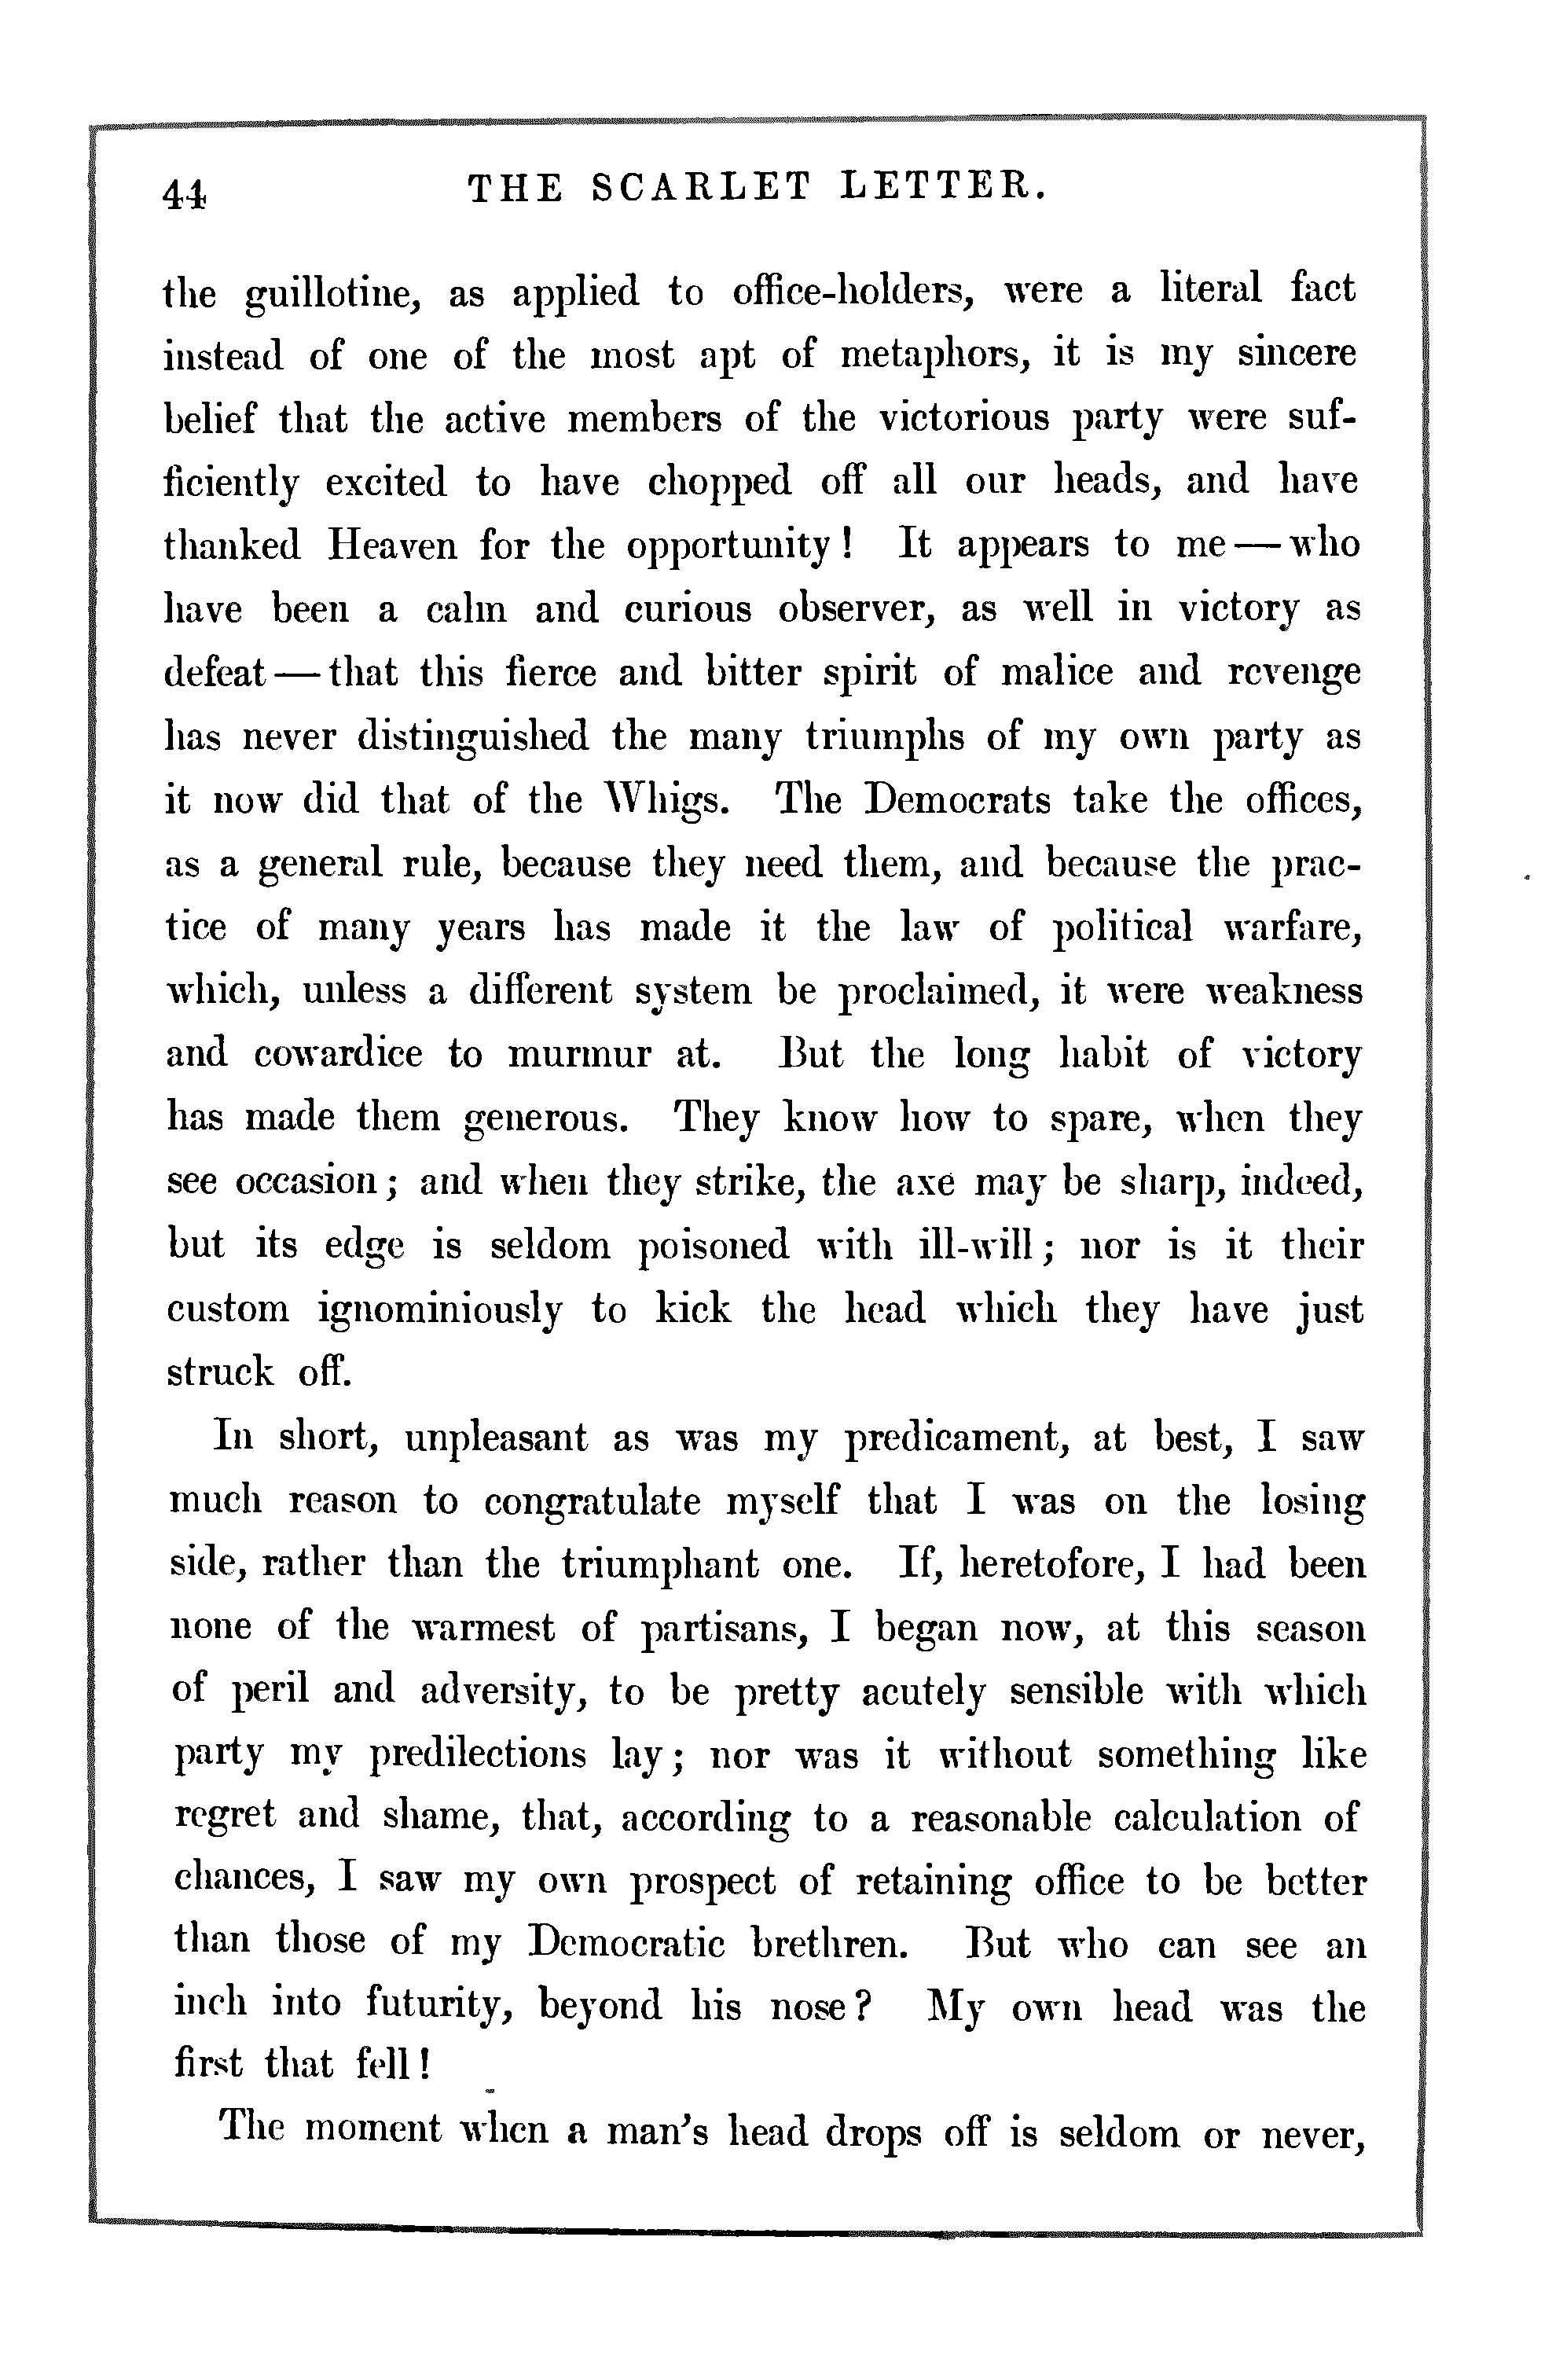 44 THE SCARLET LETTER.
the guillotine, as applied to office-holders, were a literal fact
instead of one of the most apt of metaphors, it is my sincere
belief that the active members of the victorious party were suf-
ficiently excited to have chopped off all our heads, and have
thanked Heaven for the opportunity! It appears to me — who
have been a calm and curious observer, as well in victory as
defeat — that this fierce and bitter spirit of malice and revenge
has never distinguished the many triumphs of my own party as
it now did that of the Whigs. The Democrats take the offices,
as a general rule, because they need them, and because the prac-
tice of many years has made it the law of political warfare,
which, unless a different system be proclaimed, it were weakness
and cowardice to murmur at. But the long habit of victory
has made them generous. They know how to spare, when they
see occasion; and when they strike, the axe may be sharp, indeed,
but its edge is seldom poisoned with ill-will; nor is it their
custom ignominiously to kick the head which they have just
struck off.
In short, unpleasant as was my predicament, at best, I saw
much reason to congratulate myself that I was on the losing
side, rather than the triumphant one. If, heretofore, I had been
none of the warmest of partisans, I began now, at this season
of peril and adversity, to be pretty acutely sensible with which
party my predilections lay; nor was it without something like
regret and shame, that, according to a reasonable calculation of
chances, I saw my own prospect of retaining office to be better
than those of my Democratic brethren. But who can see an
inch into futurity, beyond his nose? My own head was the
first that fell!
The moment when a man's head drops off is seldom or never,